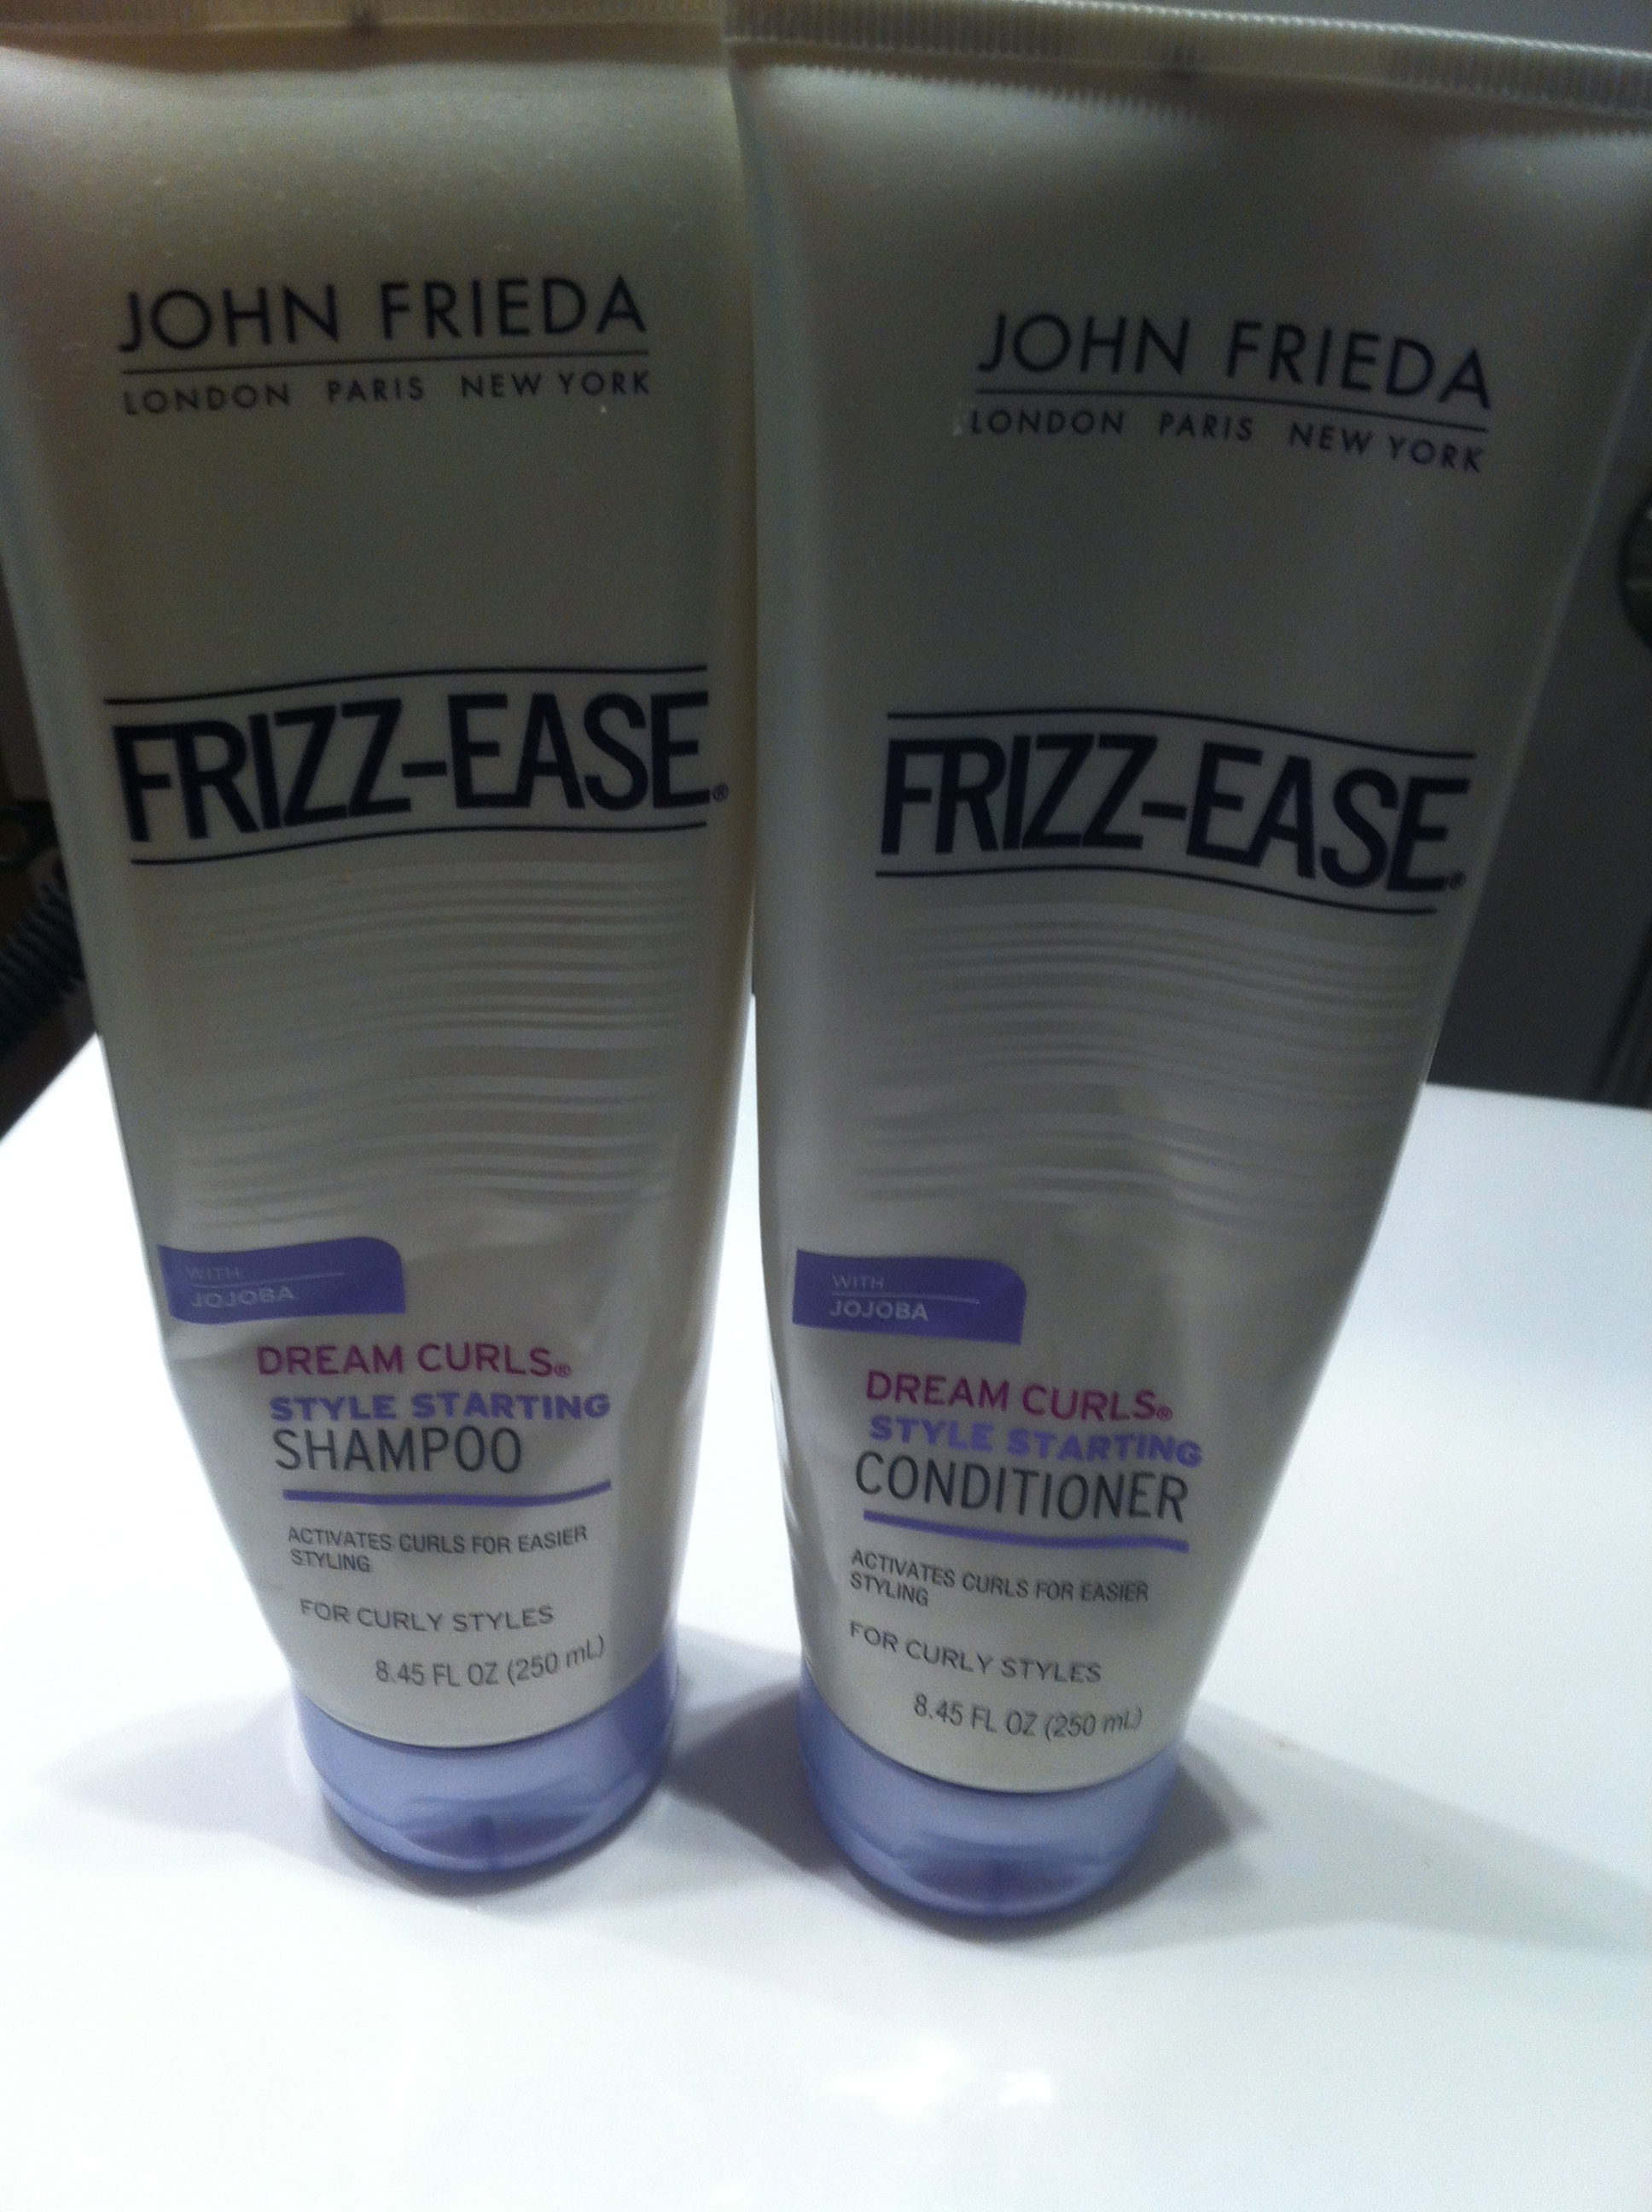 JOHN FRIEDA
LONDON PARIS NEW YORK
FRIZZ-EASE®
WITH
JOJOBA
DREAM CURLS®
STYLE STARTING
SHAMPOO
ACTIVATES CURLS FOR EASIER
STYLING
FOR CURLY STYLES
8.45 FL OZ (250 mL)
JOHN FRIEDA
LONDON PARIS NEW YORK
FRIZZ-EASE®
WITH
JOJOBA
DREAM CURLS®
STYLE STARTING
CONDITIONER
ACTIVATES CURLS FOR EASIER
STYLING
FOR CURLY STYLES
8.45 FL OZ (250 mL)